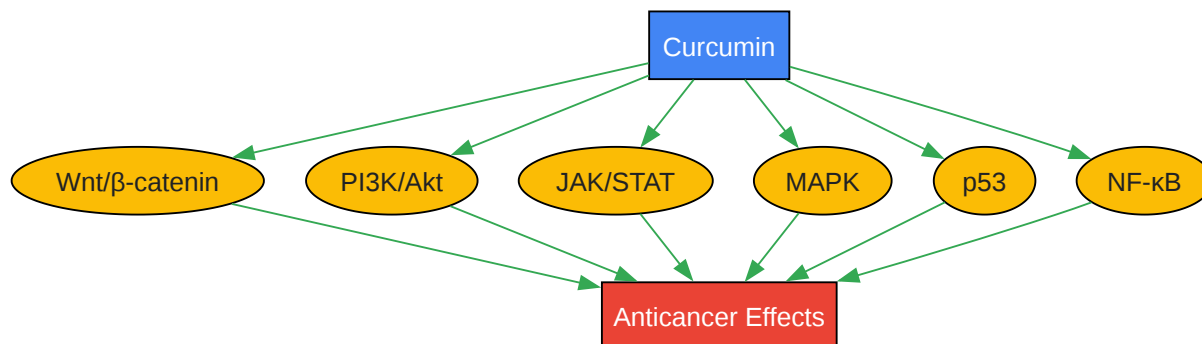 Curcumin
Wnt/β-catenin
PI3K/Akt
JAK/STAT
MAPK
p53
NF-κB
Anticancer Effects